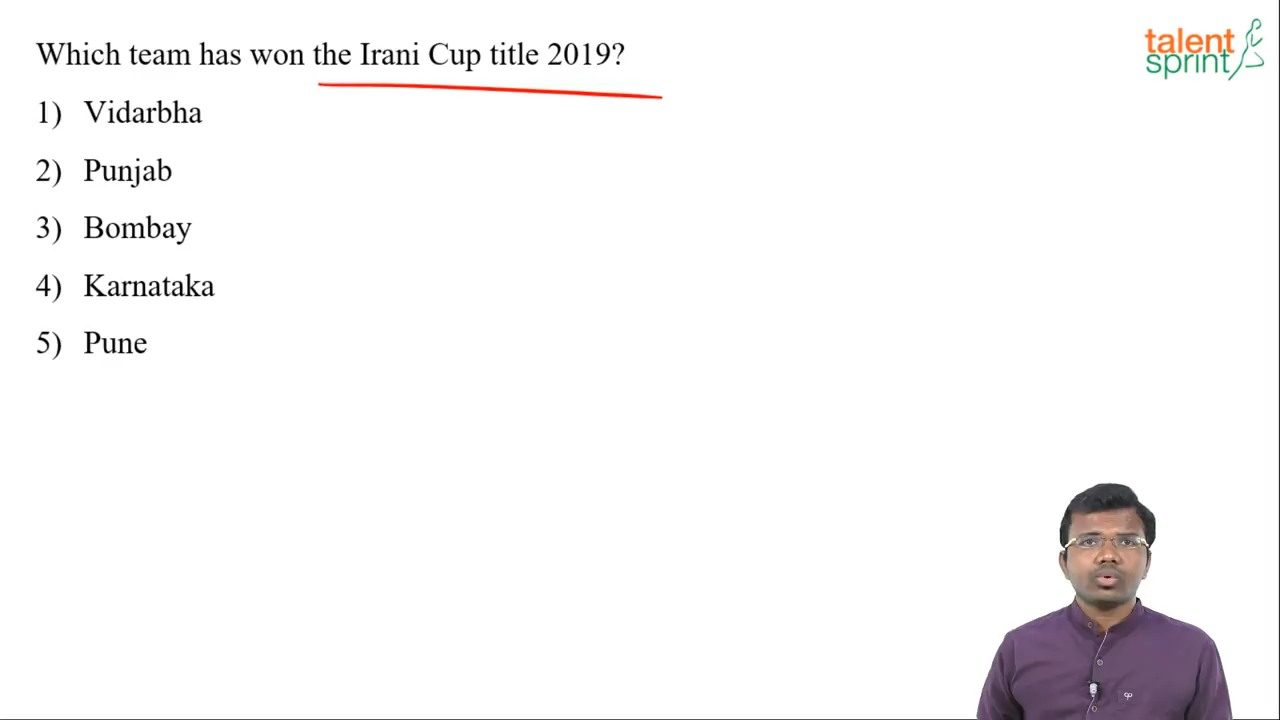 Which team has won the Irani Cup title 2019?
talent
sprint
1) Vidarbha
2) Punjab
3) Bombay
4) Karnataka
5) Pune